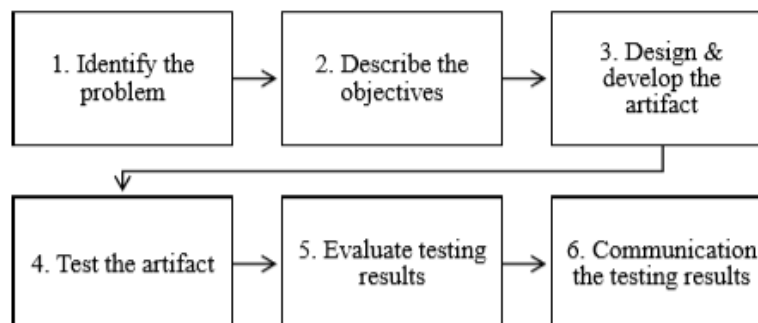 1. Identify the
problem
2. Describe the
objectives
3. Design &
develop the
artifact
4. Test the artifact
5. Evaluate testing
results
6. Communication
the testing results